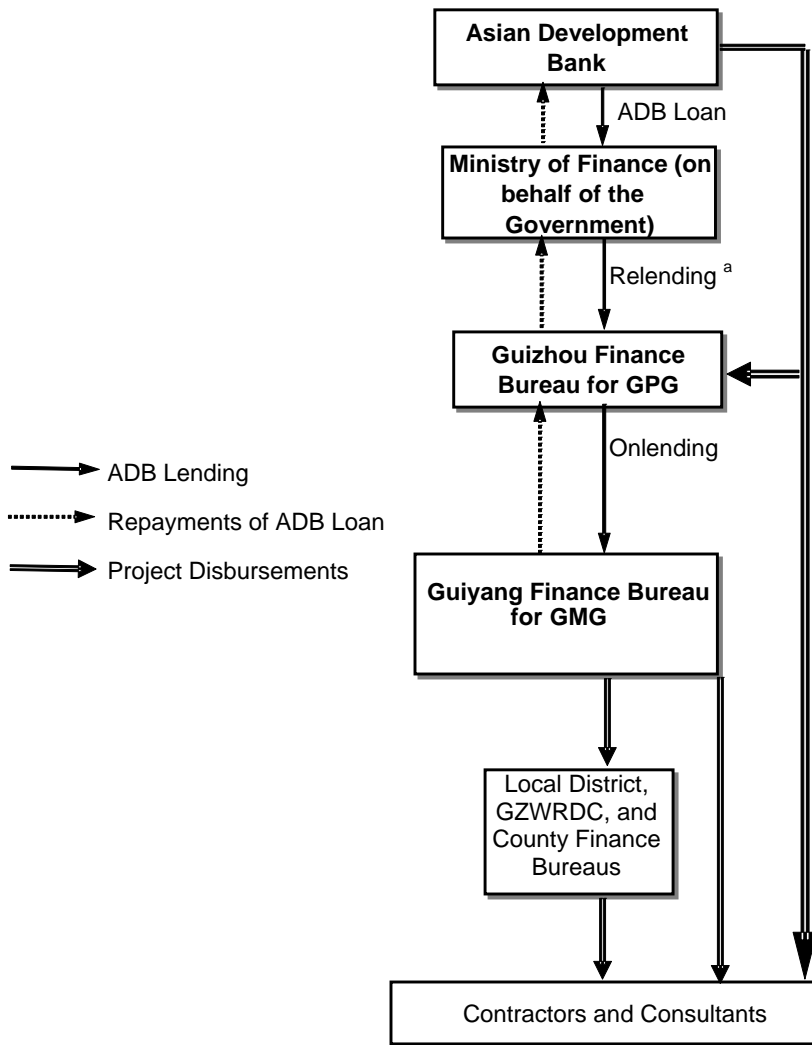 Asian Development
Bank
ADB Loan
Ministry of Finance (on
behalf of the
Government)
Relending a
Guizhou Finance
Bureau for GPG
Onlending
ADB Lending
Repayments of ADB Loan
Project Disbursements
Guiyang Finance Bureau
for GMG
Local District,
GZWRDC, and
County Finance
Bureaus
Contractors and Consultants